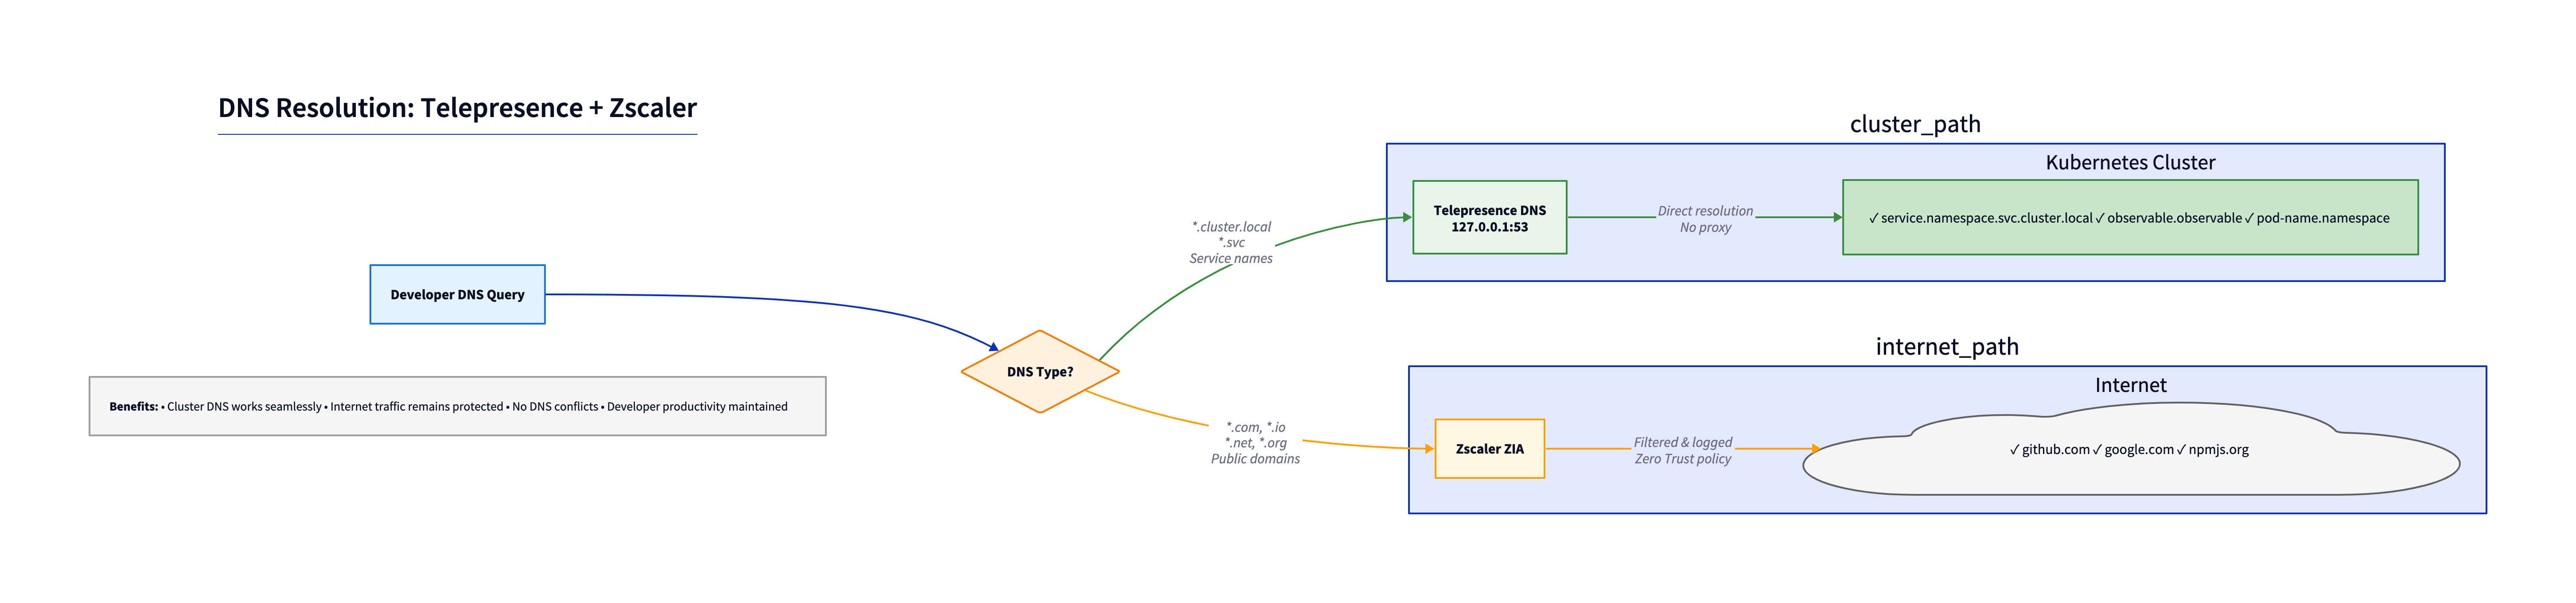 DNS Resolution: Telepresence + Zscaler
Developer DNS Query
Benefits: • Cluster DNS works seamlessly • Internet traffic remains protected • No DNS conflicts • Developer productivity maintained
DNS Type?
*.cluster.local
*.svc
Service names
*.com, *.io
*.net, *.org
Public domains
cluster_path
Kubernetes Cluster
Telepresence DNS
127.0.0.1:53
Direct resolution
No proxy
✓ service.namespace.svc.cluster.local ✓ observable.observable ✓ pod-name.namespace
internet_path
Internet
Zscaler ZIA
Filtered & logged
Zero Trust policy
✓ github.com ✓ google.com ✓ npmjs.org